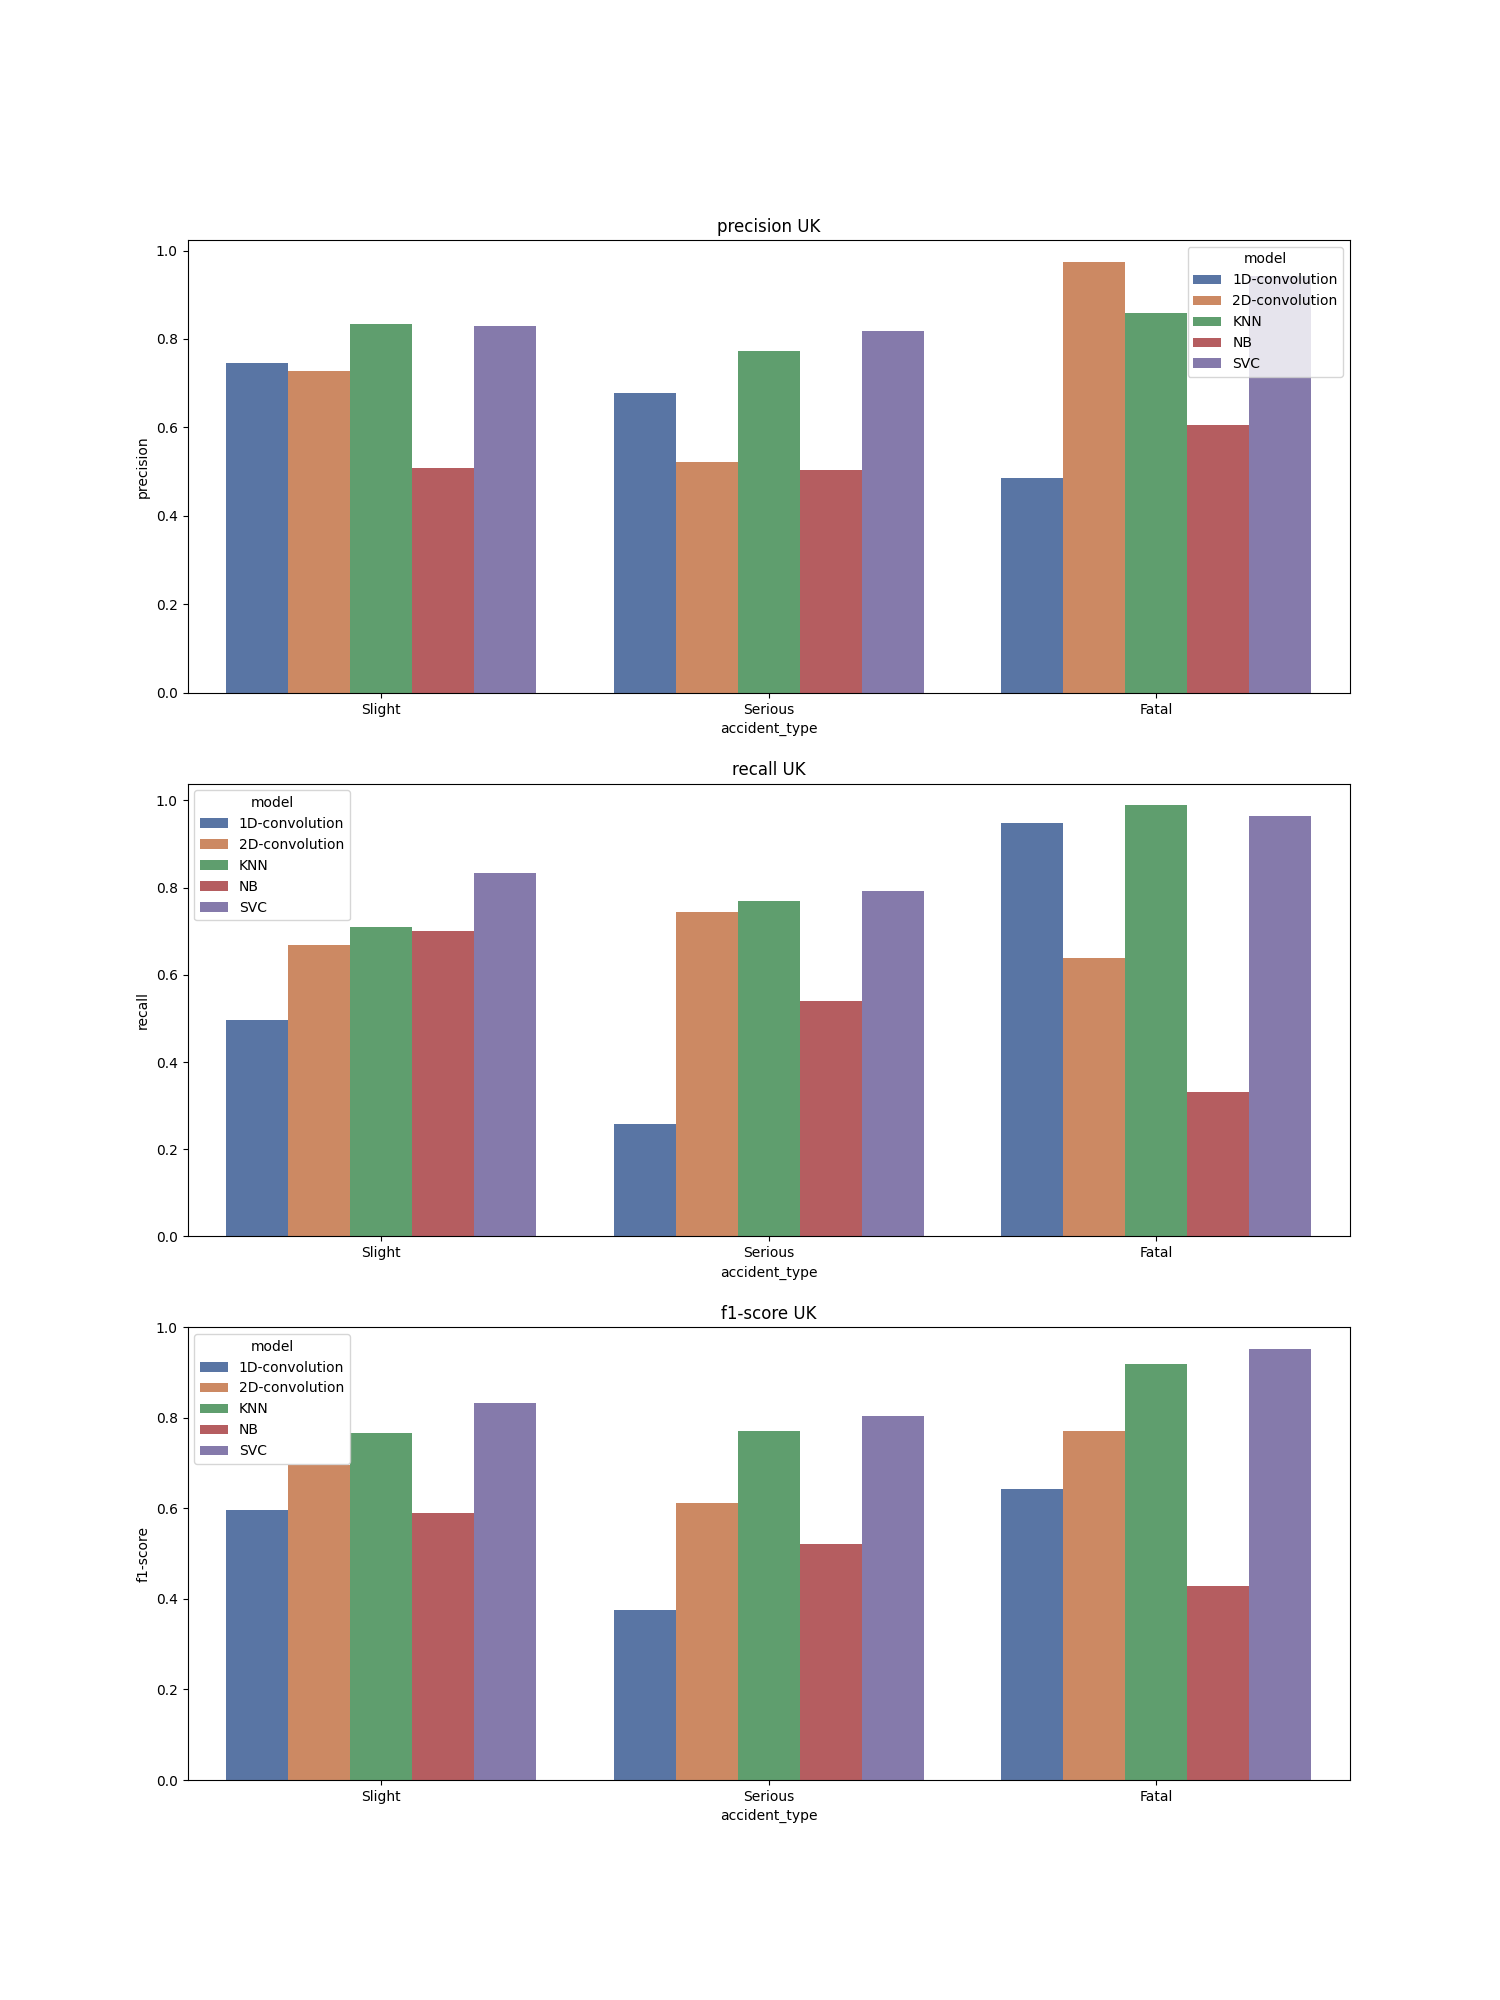 precision UK
1.0
0.8
0.6
0.4
0.2
0.0
precision
model
1D-convolution
2D-convolution
KNN
NB
SVC
Slight Serious Fatal
accident_type
recall UK
1.0
0.8
0.6
0.4
0.2
0.0
recall
model
1D-convolution
2D-convolution
KNN
NB
SVC
Slight Serious Fatal
accident_type
f1-score UK
1.0
0.8
0.6
0.4
0.2
0.0
f1-score
model
1D-convolution
2D-convolution
KNN
NB
SVC
Slight Serious Fatal
accident_type